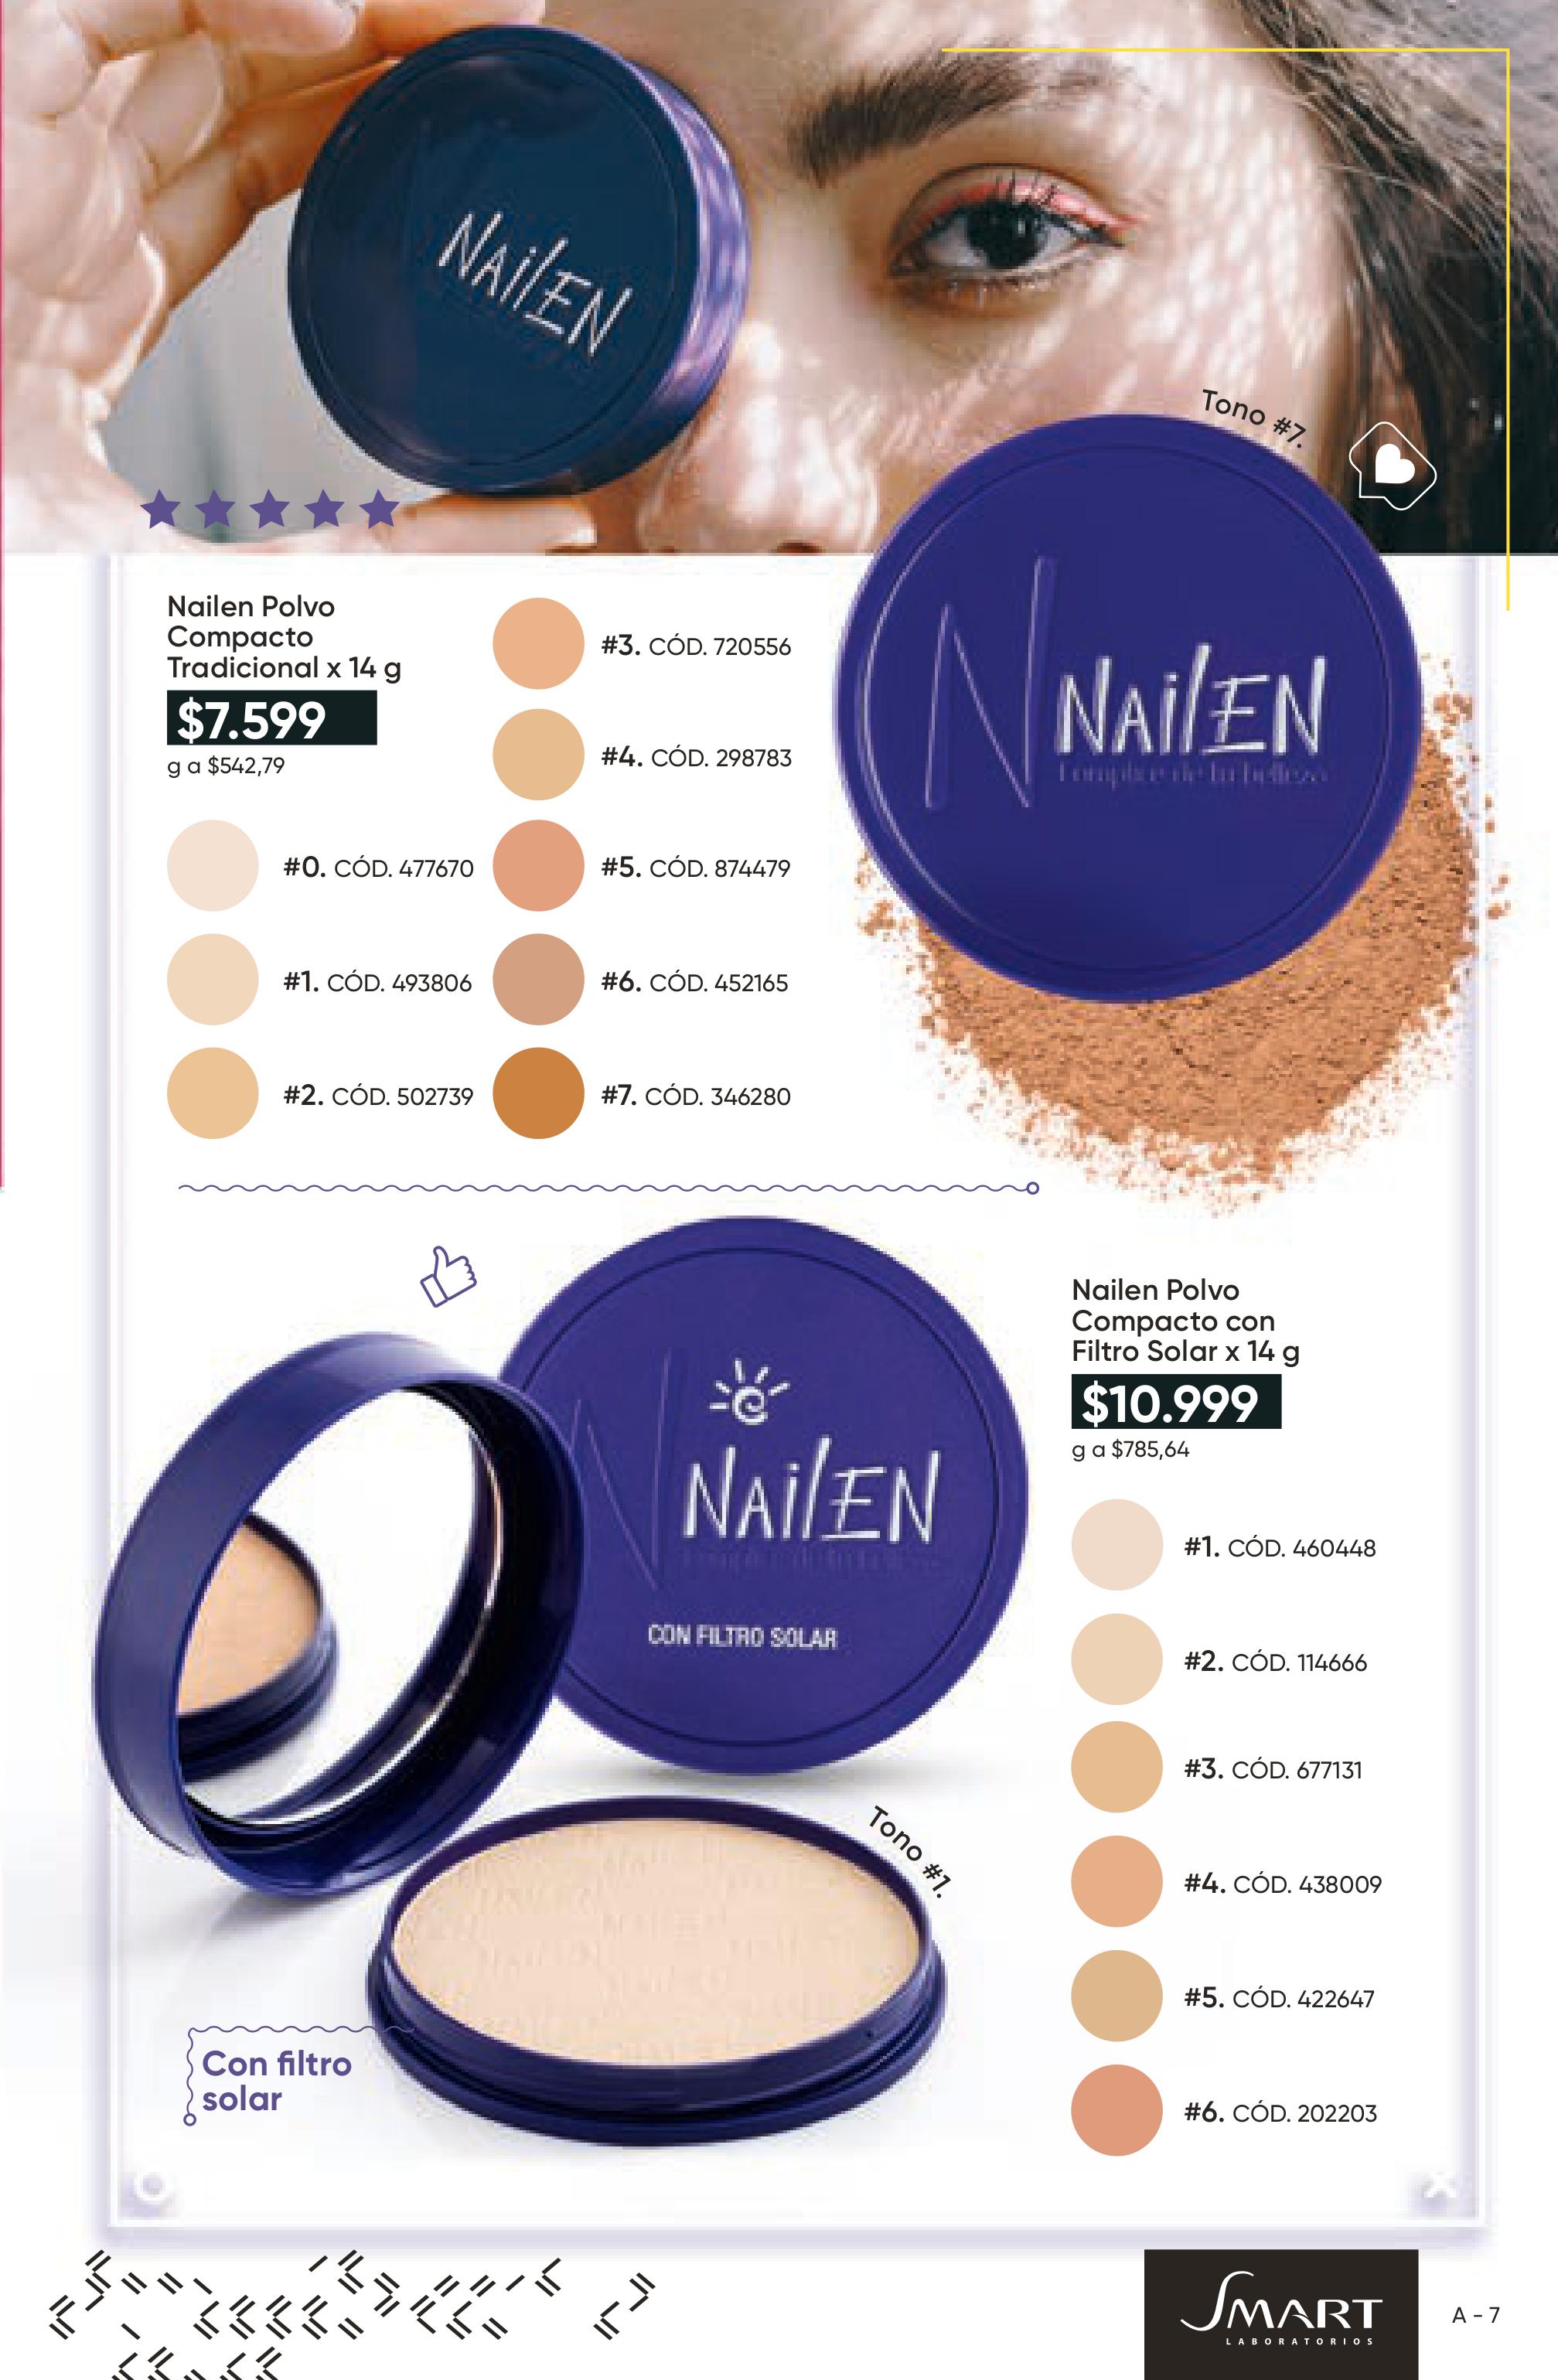 NAILEN
Tono #7.
N NAILEN
Nailen Polvo
Compacto
Tradicional x 14 g
$7.599
g a $542,79
#0. CÓD. 477670
#1. CÓD. 493806
#2. CÓD. 502739
#3. CÓD. 720556
#4. CÓD. 298783
#5. CÓD. 874479
#6. CÓD. 452165
#7. CÓD. 346280
N NAILEN
CON FILTRO SOLAR
Tono #1.
Con filtro
solar
Nailen Polvo
Compacto con
Filtro Solar x 14 g
$10.999
g a $785,64
#1. CÓD. 460448
#2. CÓD. 114666
#3. CÓD. 677131
#4. CÓD. 438009
#5. CÓD. 422647
#6. CÓD. 202203
SMART
LABORATORIOS
A - 7